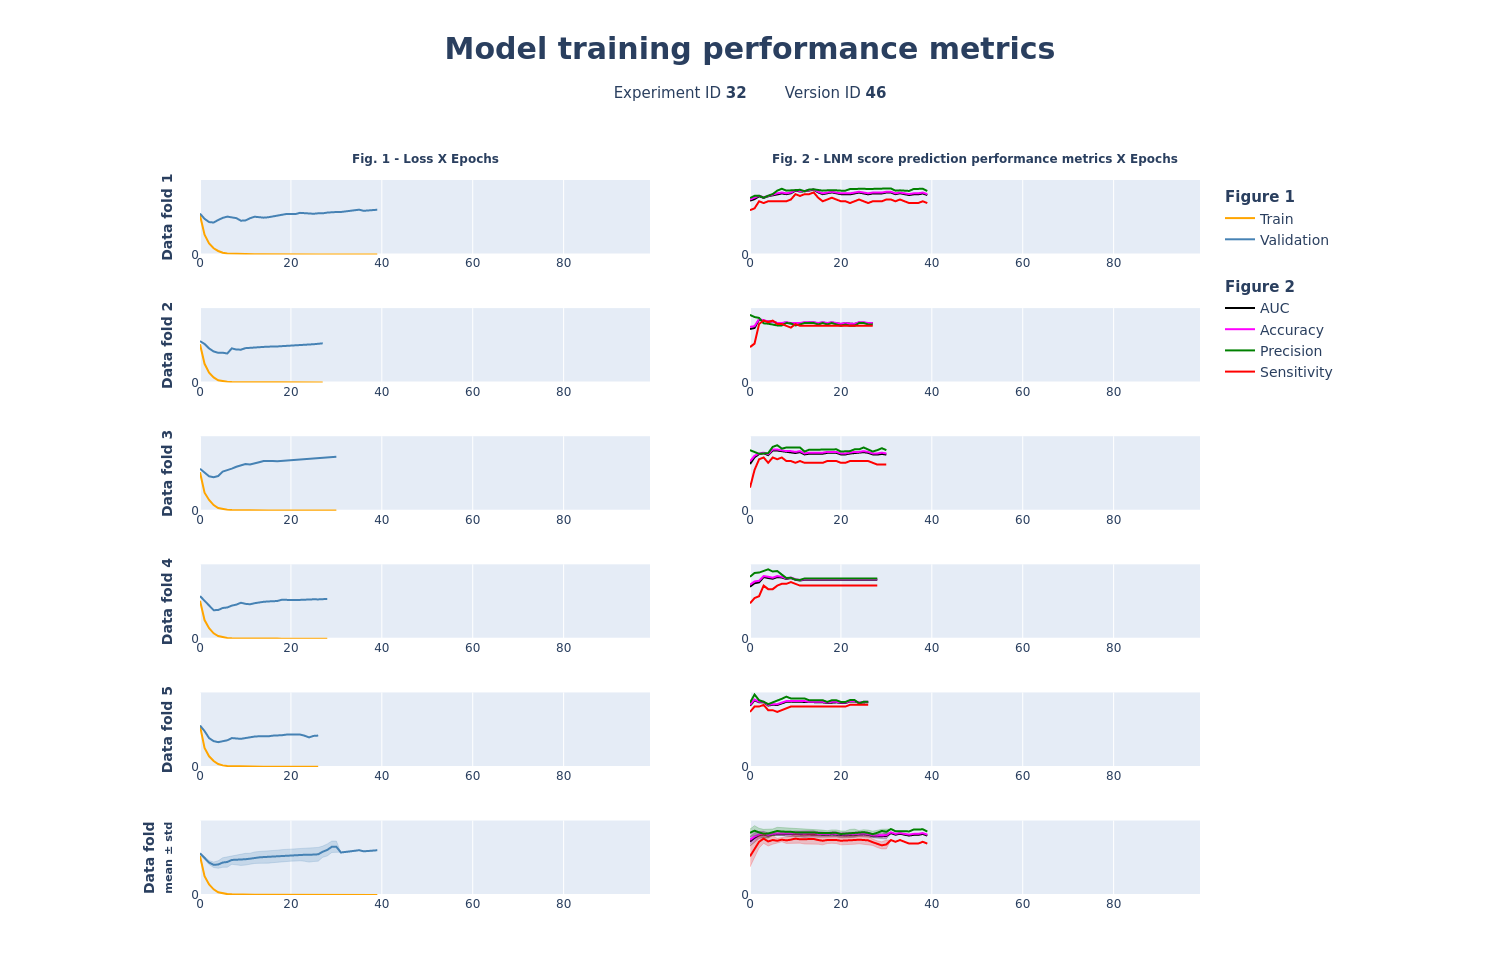 Model training performance metrics
Experiment ID 32 Version ID 46
Fig. 1 - Loss X Epochs
Fig. 2 - LNM score prediction performance metrics X Epochs
Data fold 1
0
0 20 40 60 80
0
0 20 40 60 80
Figure 1
Train
Validation
Figure 2
AUC
Accuracy
Precision
Sensitivity
Data fold 2
0
0 20 40 60 80
0
0 20 40 60 80
Data fold 3
0
0 20 40 60 80
0
0 20 40 60 80
Data fold 4
0
0 20 40 60 80
0
0 20 40 60 80
Data fold 5
0
0 20 40 60 80
0
0 20 40 60 80
Data fold
mean ± std
0
0 20 40 60 80
0
0 20 40 60 80